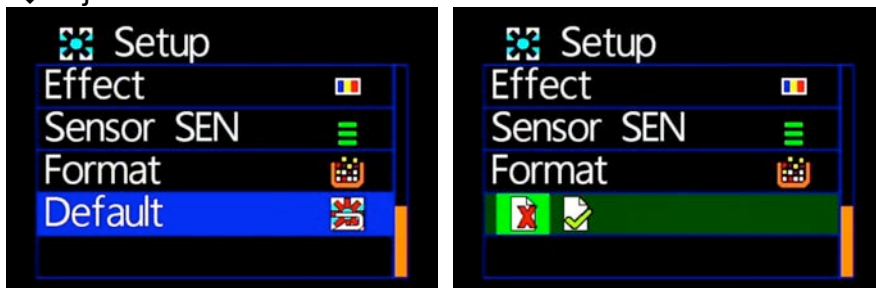 Setup
Effect
Sensor SEN
Format
Default
Setup
Effect
Sensor SEN
Format